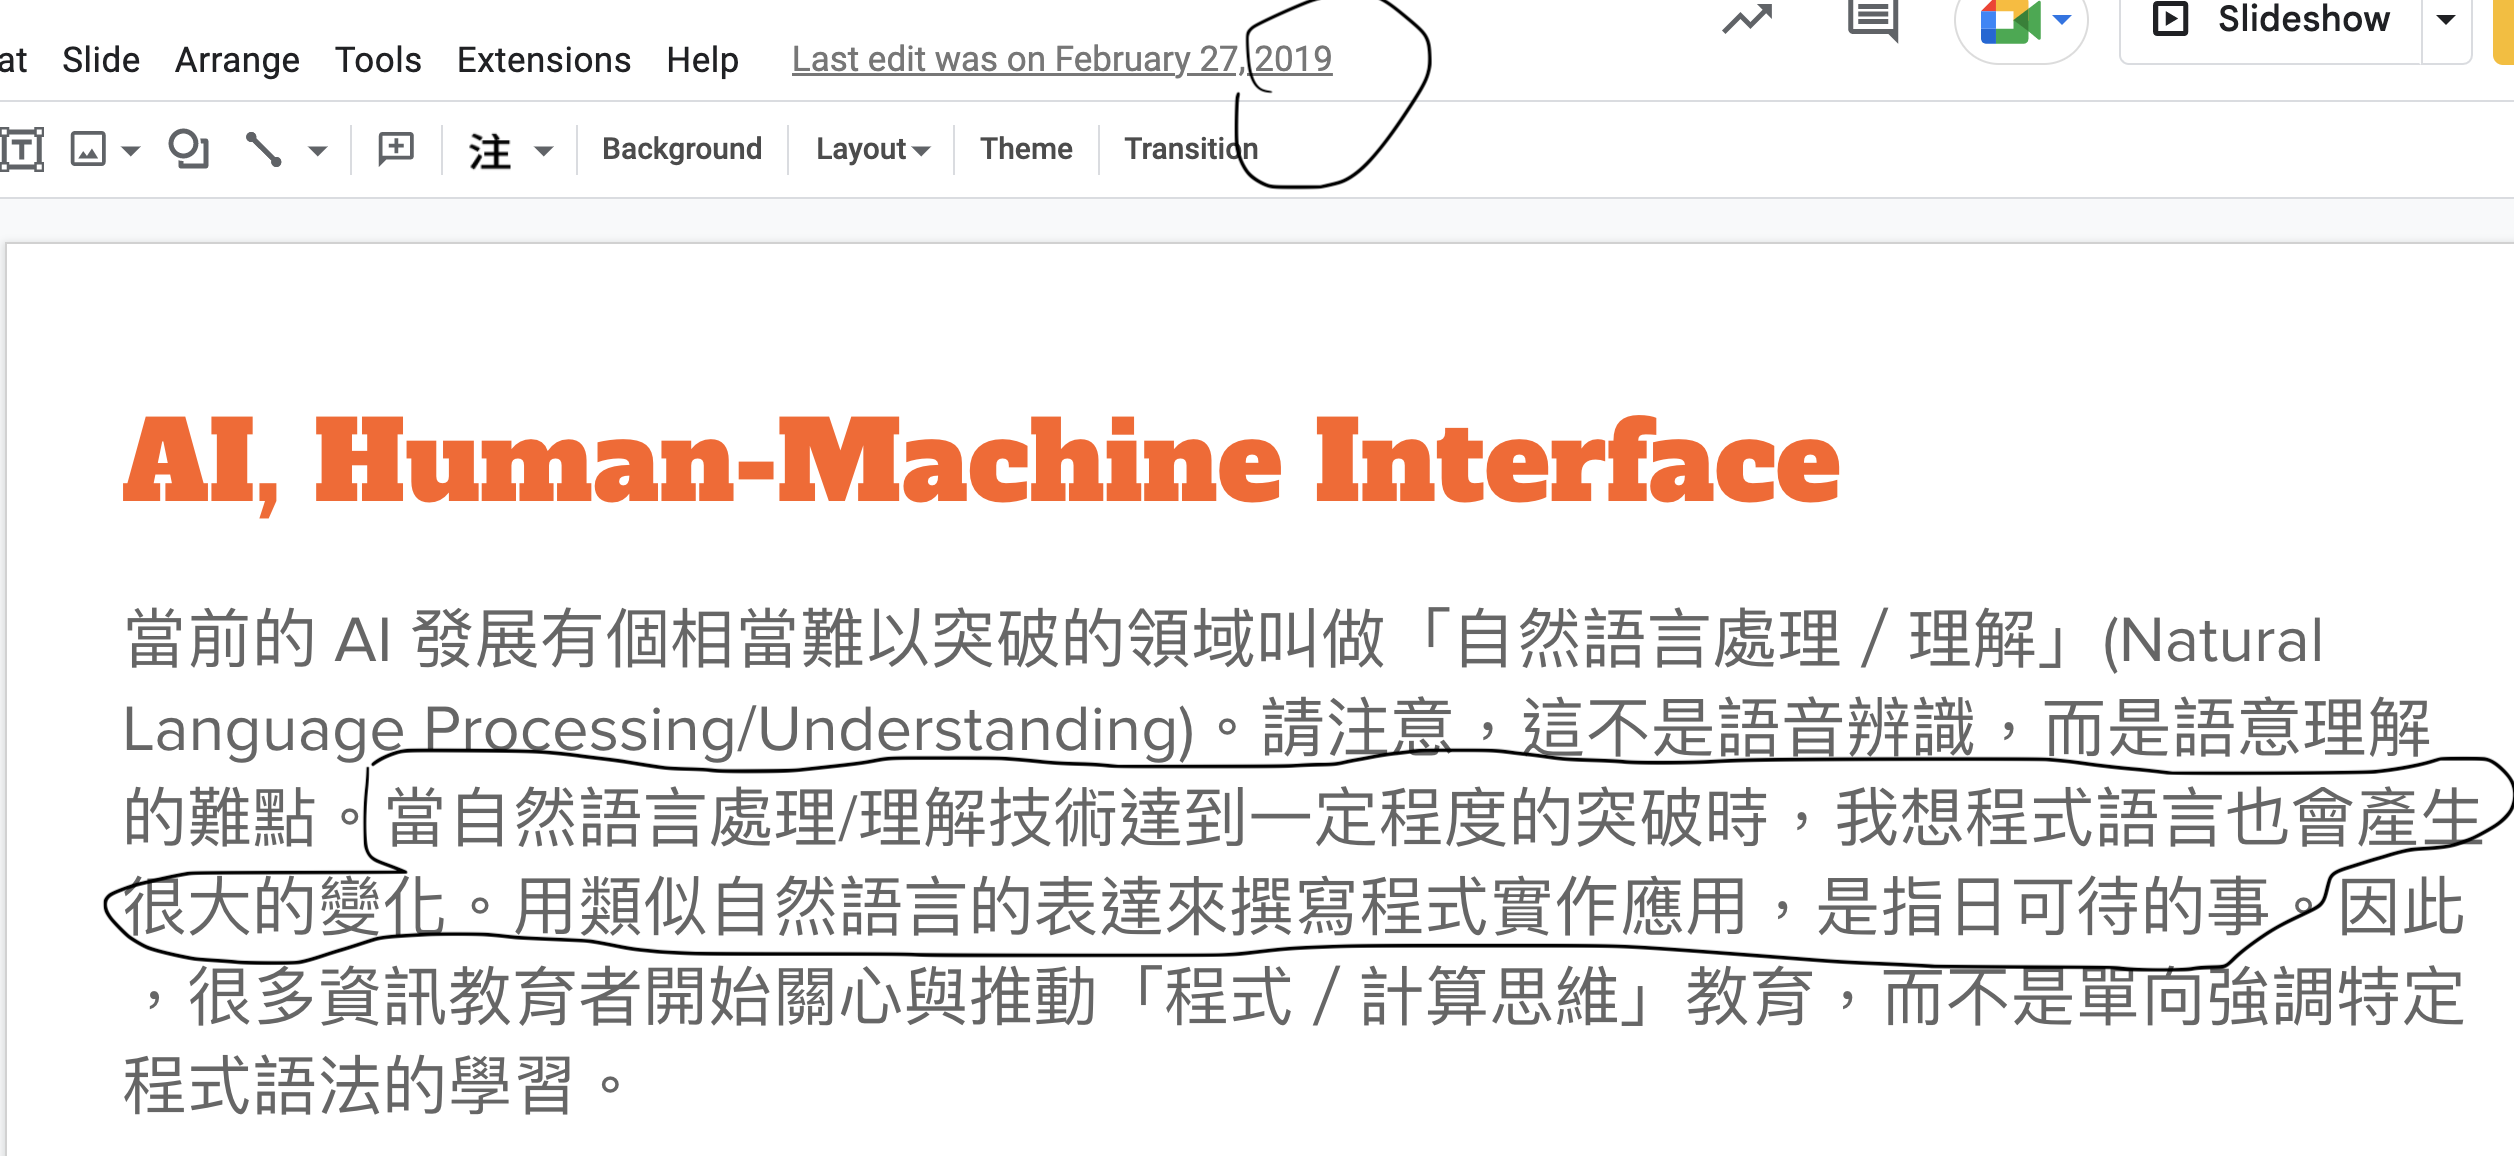 at Slide Arrange Tools Extensions Help Last edit was on February 27, 2019 Slideshow
注 Background Layout Theme Transition
AI, Human-Machine Interface
當前的 AI 發展有個相當難以突破的領域叫做「自然語言處理 / 理解」(Natural
Language Processing/Understanding)。請注意，這不是語音辨識，而是語意理解
的難點。當自然語言處理/理解技術達到一定程度的突破時，我想程式語言也會產生
很大的變化。用類似自然語言的表達來撰寫程式實作應用，是指日可待的事。因此
，很多資訊教育者開始關心與推動「程式 / 計算思維」教育，而不是單向強調特定
程式語法的學習。